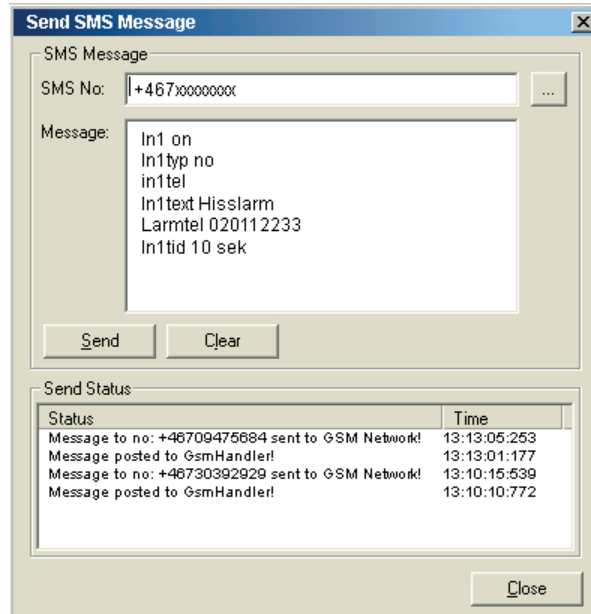 Send SMS Message
SMS Message
SMS No: +467xxxxxxxx ...
Message:
In1 on
In1typ no
in1tel
In1text Hisslarm
Larmtel 020112233
In1tid 10 sek
Send Clear
Send Status
Status Time
Message to no: +46709475684 sent to GSM Network! 13:13:05:253
Message posted to GsmHandler! 13:13:01:177
Message to no: +46730392929 sent to GSM Network! 13:10:15:539
Message posted to GsmHandler! 13:10:10:772
Close